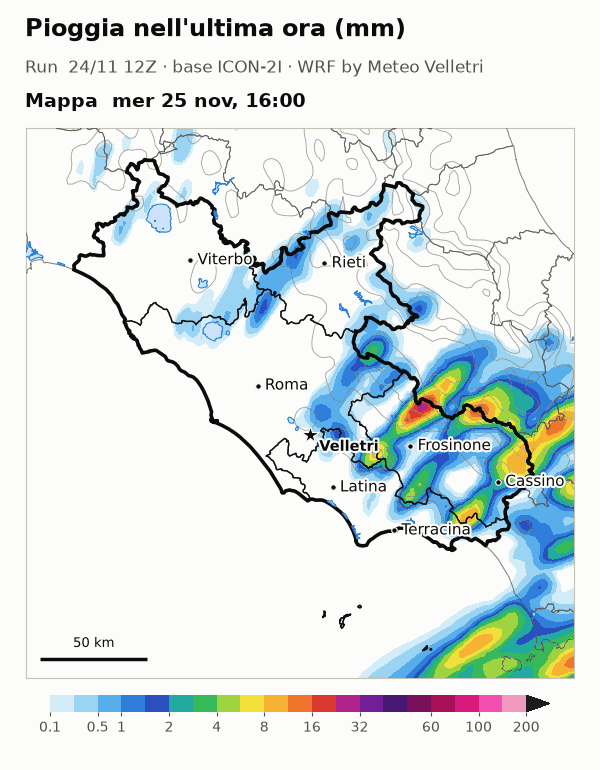 Pioggia nell'ultima ora (mm)
Run  24/11 12Z · base ICON-2I · WRF by Meteo Velletri
Mappa  mer 25 nov, 16:00
Viterbo
Rieti
Roma
Velletri
Frosinone
Latina
Cassino
Terracina
50 km
0.1 0.5 1 2 4 8 16 32 60 100 200